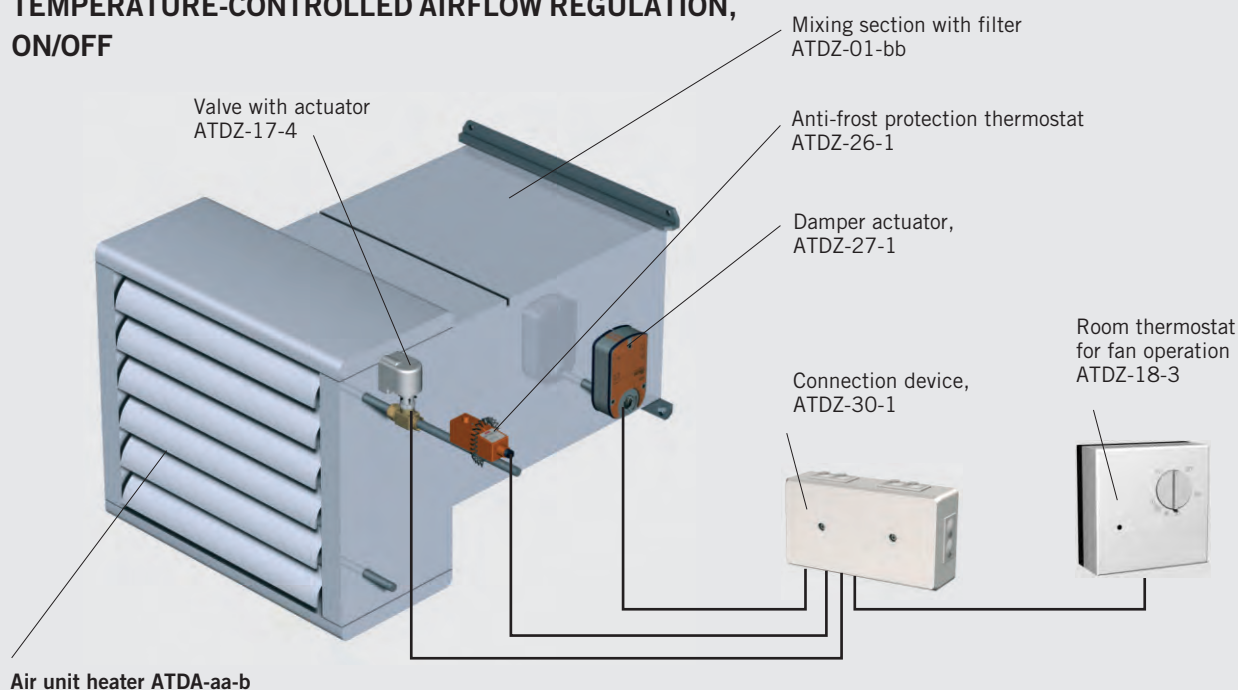 TEMPERATURE-CONTROLLED AIRFLOW REGULATION,
ON/OFF
Mixing section with filter
ATDZ-01-bb
Valve with actuator
ATDZ-17-4
Anti-frost protection thermostat
ATDZ-26-1
Damper actuator,
ATDZ-27-1
Room thermostat
for fan operation
ATDZ-18-3
Connection device,
ATDZ-30-1
Air unit heater ATDA-aa-b